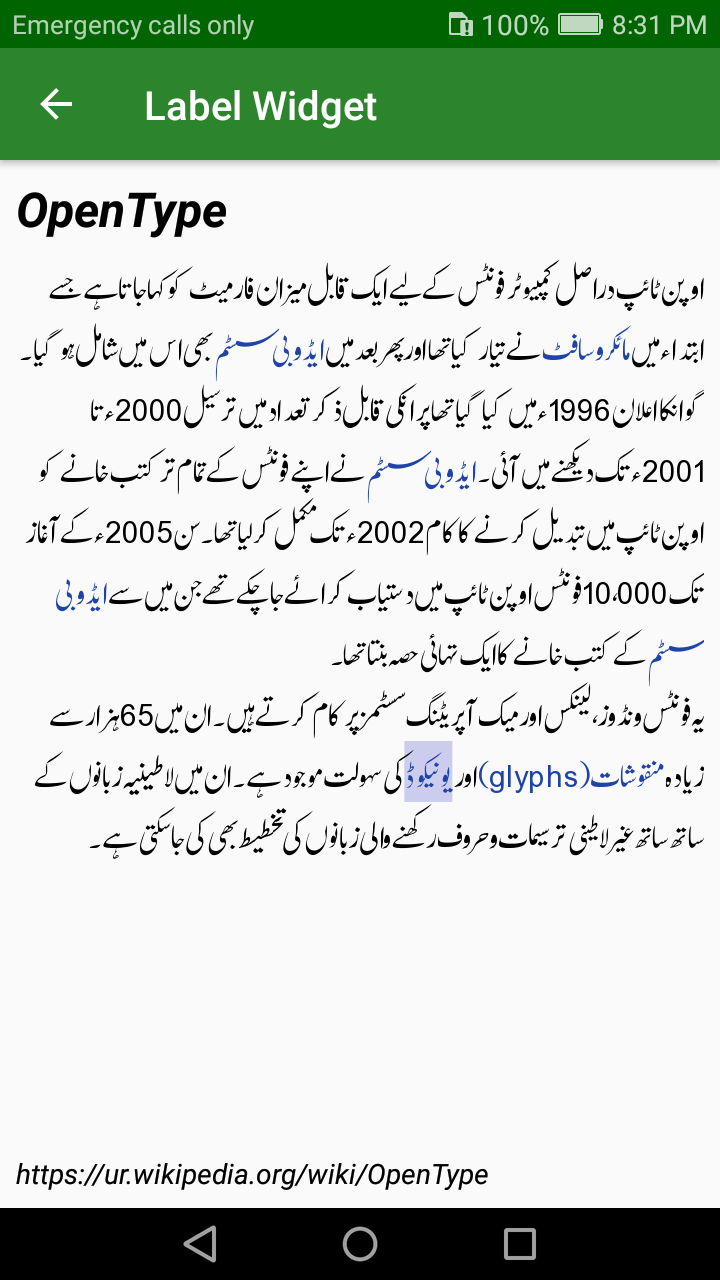 Emergency calls only 100% 8:31 PM
Label Widget
OpenType
اوپن ٹائپ دراصل کمپیوٹر فونٹس کے لیے ایک قابل میزان فارمیٹ کو کہا جاتا ہے جسے
ابتداء میں مائکروسافٹ نے تیار کیا تھا اور پھر بعد میں ایڈوبی سسٹم بھی اس میں شامل ہو گیا۔
گو انکا اعلان 1996ء میں کیا گیا تھا پر انکی قابل ذکر تعداد میں ترسیل 2000ء تا
2001ء تک دیکھنے میں آئی۔ ایڈوبی سسٹم نے اپنے فونٹس کے تمام تر کتب خانے کو
اوپن ٹائپ میں تبدیل کرنے کا کام 2002ء تک مکمل کرلیا تھا۔ سن 2005ء کے آغاز
تک 10،000 فونٹس اوپن ٹائپ میں دستیاب کرائے جاچکے تھے جن میں سے ایڈوبی
سسٹم کے کتب خانے کا ایک تہائی حصہ بنتا تھا۔
یہ فونٹس ونڈوز، لینکس اور میک آپریٹنگ سسٹمز پر کام کرتے ہیں۔ ان میں 65 ہزار سے
زیادہ منقوشات (glyphs) اور یونیکوڈ کی سہولت موجود ہے۔ ان میں لاطینیہ زبانوں کے
ساتھ ساتھ غیر لاطینی ترسیمات و حروف رکھنے والی زبانوں کی تخطیط بھی کی جاسکتی ہے۔
https://ur.wikipedia.org/wiki/OpenType